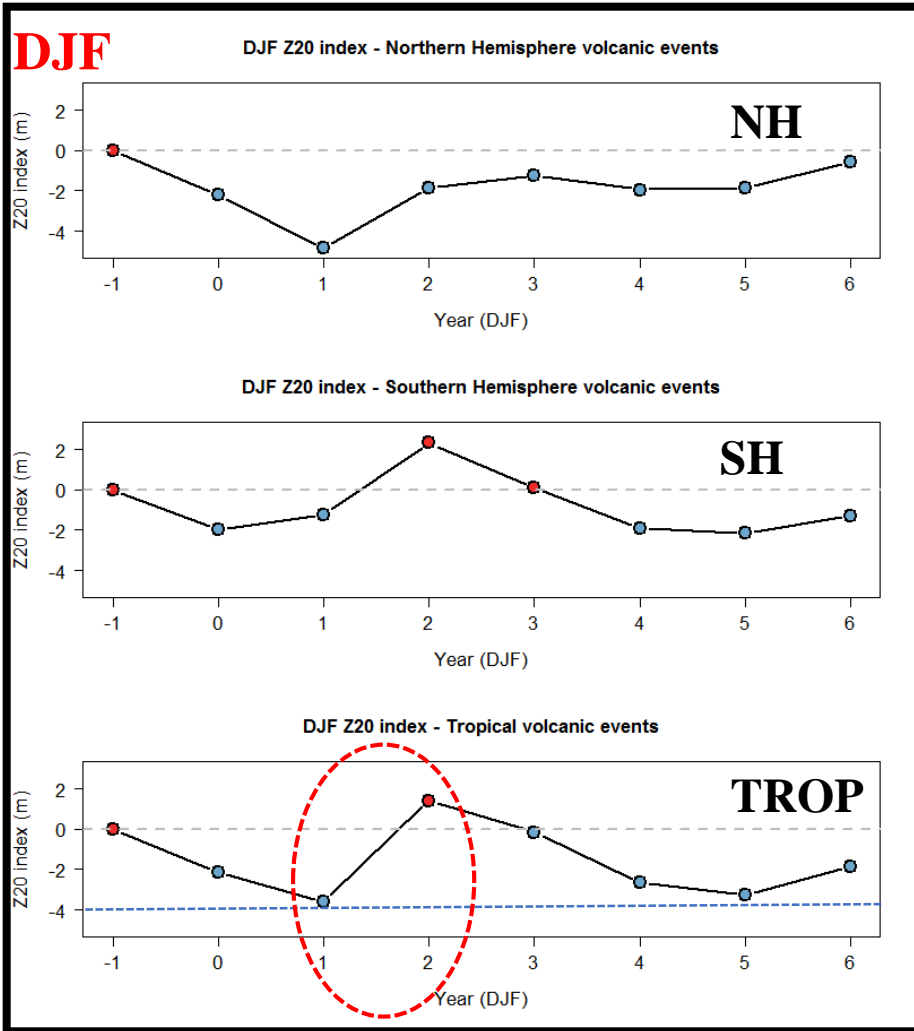 DJF
DJF Z20 index - Northern Hemisphere volcanic events
NH
Z20 index (m)
2
0
-2
-4
-1 0 1 2 3 4 5 6
Year (DJF)
DJF Z20 index - Southern Hemisphere volcanic events
SH
Z20 index (m)
2
0
-2
-4
-1 0 1 2 3 4 5 6
Year (DJF)
DJF Z20 index - Tropical volcanic events
TROP
Z20 index (m)
2
0
-2
-4
-1 0 1 2 3 4 5 6
Year (DJF)